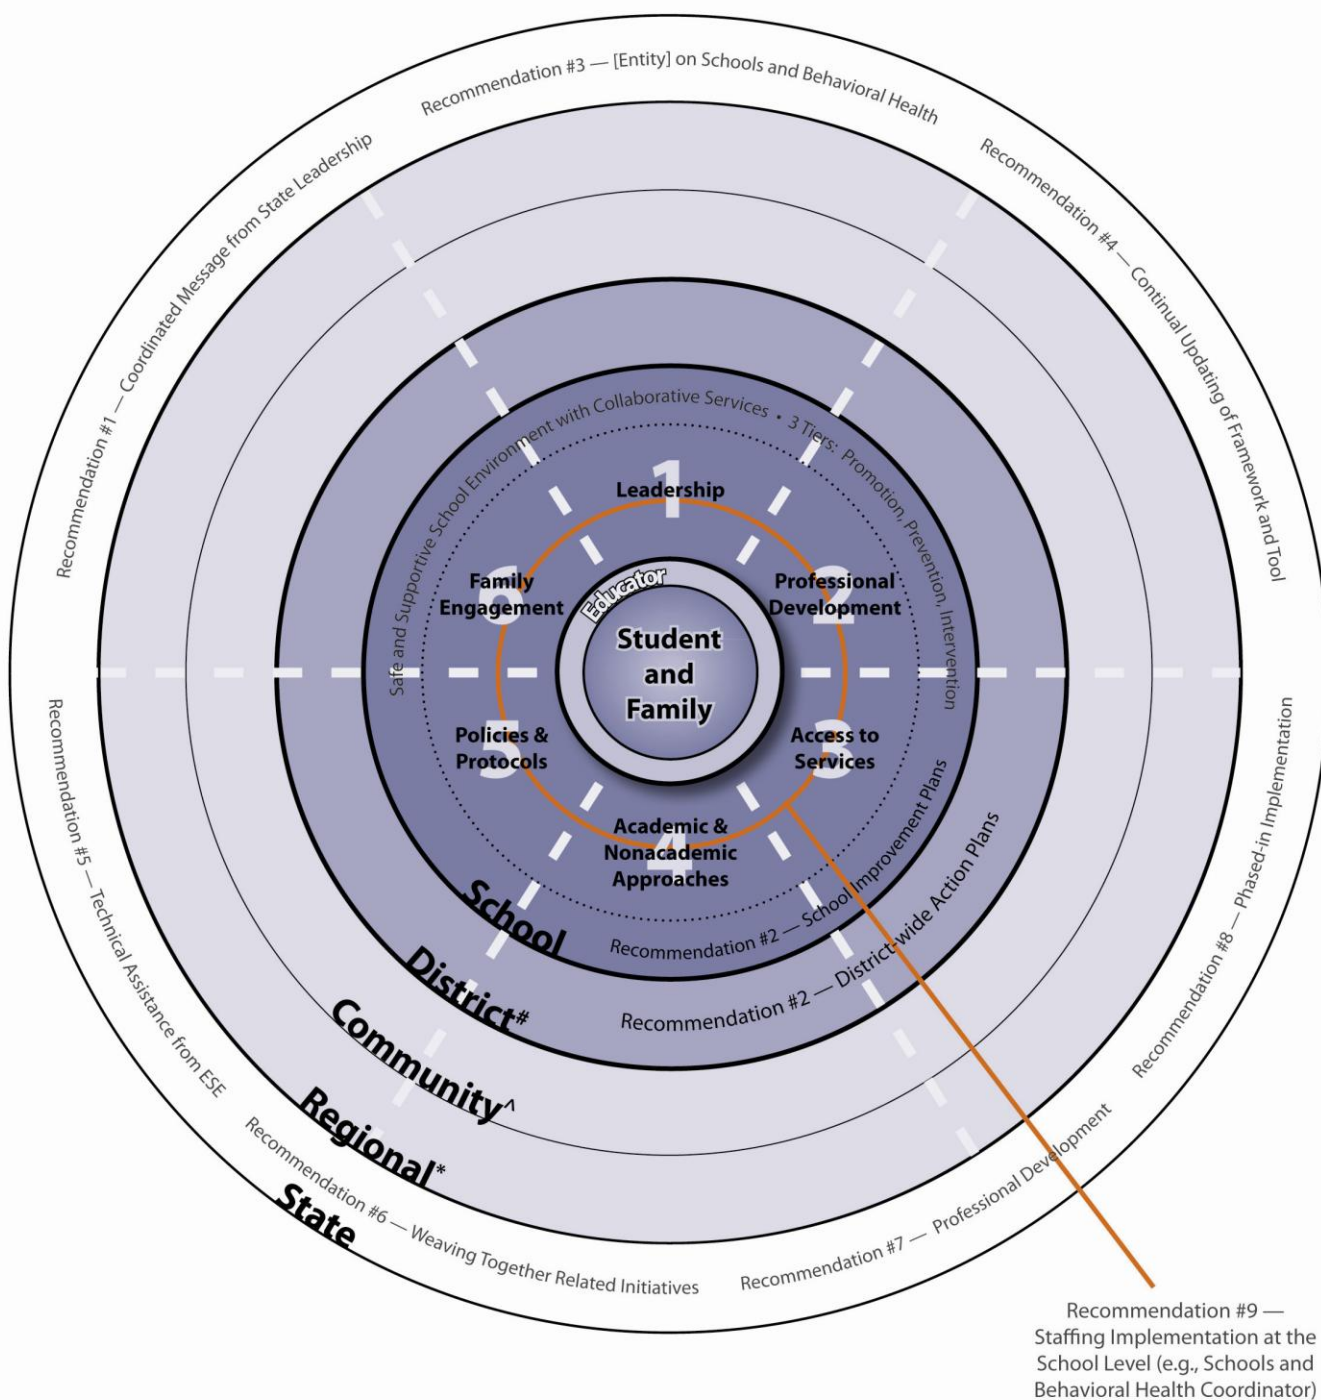 Recommendation #3 — [Entity] on Schools and Behavioral Health
Recommendation #1 — Coordinated Message from State Leadership
Recommendation #4 — Continual Updating of Framework and Tool
Safe and Supportive School Environment with Collaborative Services • 3 Tiers: Promotion, Prevention, Intervention
1
Leadership
6
Family
Engagement
2
Professional
Development
Educator
Student
and
Family
5
Policies &
Protocols
3
Access to
Services
4
Academic &
Nonacademic
Approaches
School
Recommendation #2 — School Improvement Plans
District#
Recommendation #2 — District-wide Action Plans
Community^
Regional*
State
Recommendation #5 — Technical Assistance from ESE
Recommendation #6 — Weaving Together Related Initiatives
Recommendation #7 — Professional Development
Recommendation #8 — Phased-in Implementation
Recommendation #9 —
Staffing Implementation at the
School Level (e.g., Schools and
Behavioral Health Coordinator)